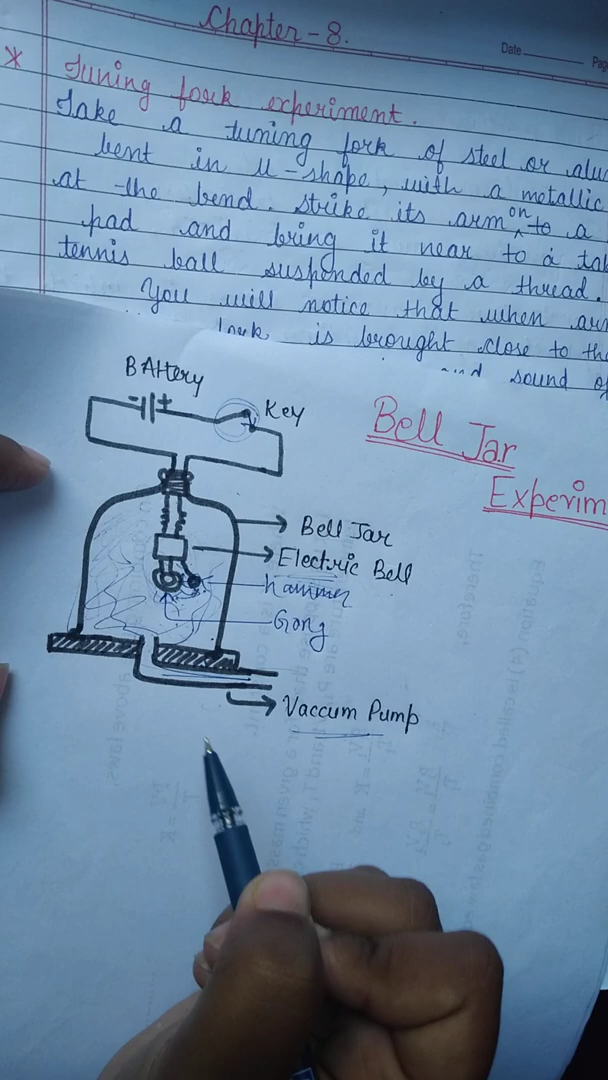 Chapter-8.
Date
* Tuning fork experiment.
Take a tuning fork of steel or
bent in U-shape, with a metallic
at the bend. Strike its arm on to a
pad and bring it near to a
tennis ball suspended by a thread.
You will notice that when
fork is brought close to the
and sound of
BAttery
Key
Bell Jar
Experim
Bell Jar
Electric Bell
hammer
Gong
Vaccum Pump